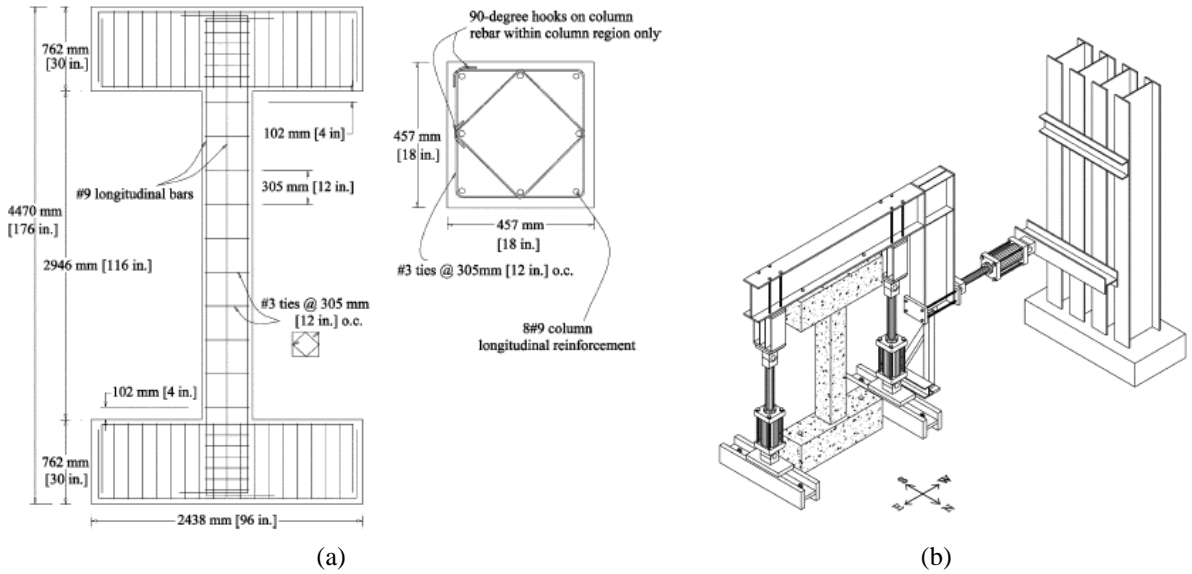 762 mm
[30 in.]
102 mm [4 in]
#9 longitudinal bars
305 mm [12 in.]
4470 mm
[176 in.]
2946 mm [116 in.]
#3 ties @ 305 mm
[12 in.] o.c.
102 mm [4 in.]
762 mm
[30 in.]
2438 mm [96 in.]
90-degree hooks on column
rebar within column region only
457 mm
[18 in.]
457 mm
[18 in.]
#3 ties @ 305mm [12 in.] o.c.
8#9 column
longitudinal reinforcement
(a)
(b)